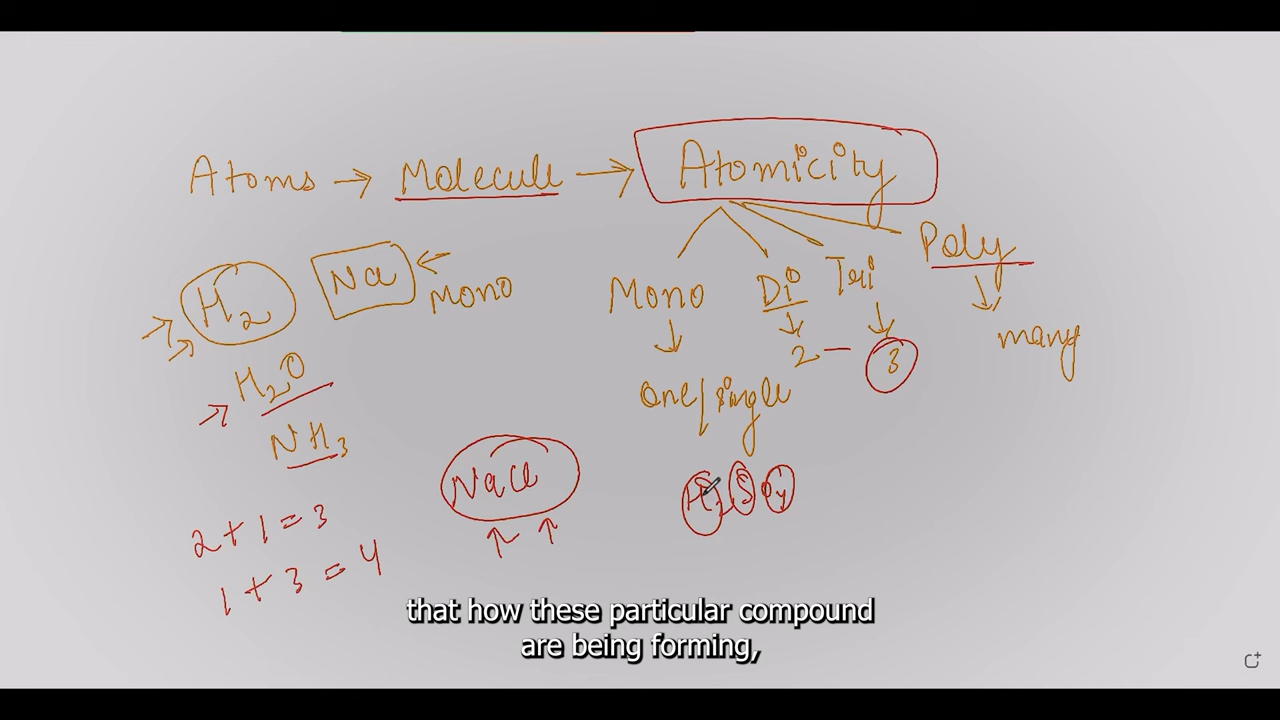 Atoms → Molecule → Atomicity
Mono Di Tri Poly
H2 Na ← Mono
one/single 2 — 3 many
H2O
NH3
NaCl
H2SO4
2 + 1 = 3
1 + 3 = 4
that how these particular compound
are being forming,